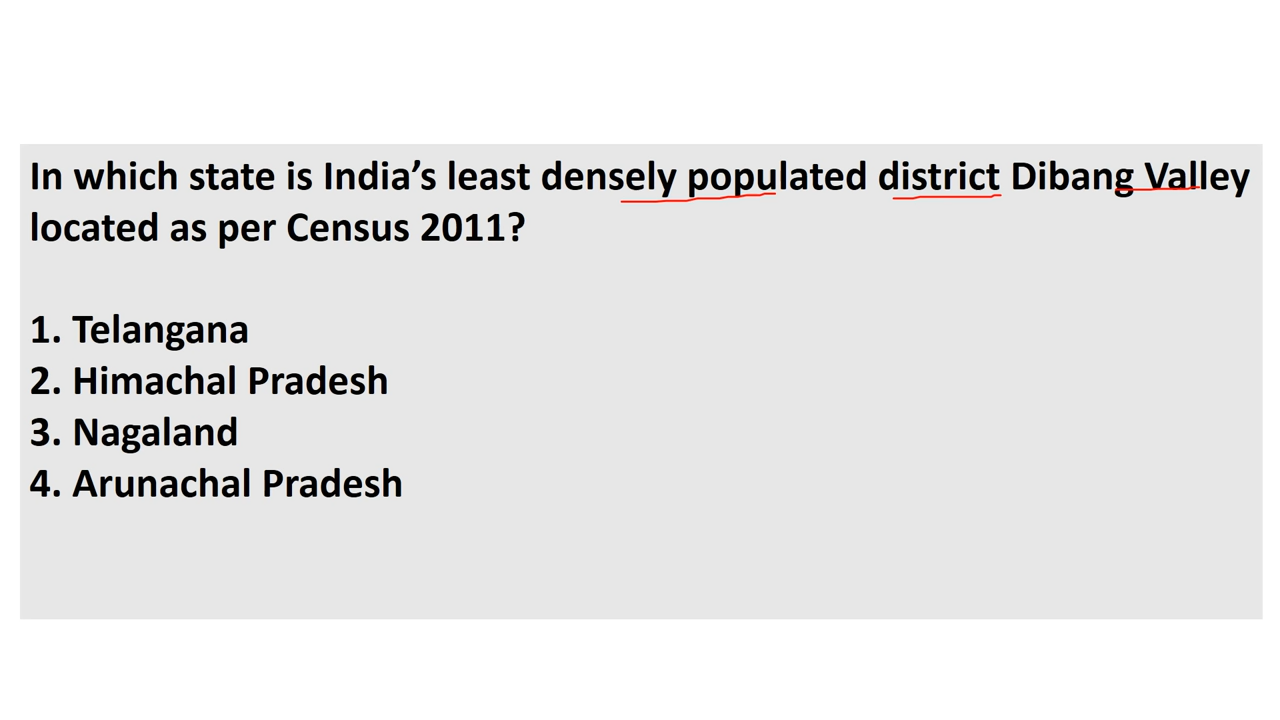 In which state is India’s least densely populated district Dibang Valley
located as per Census 2011?
1. Telangana
2. Himachal Pradesh
3. Nagaland
4. Arunachal Pradesh